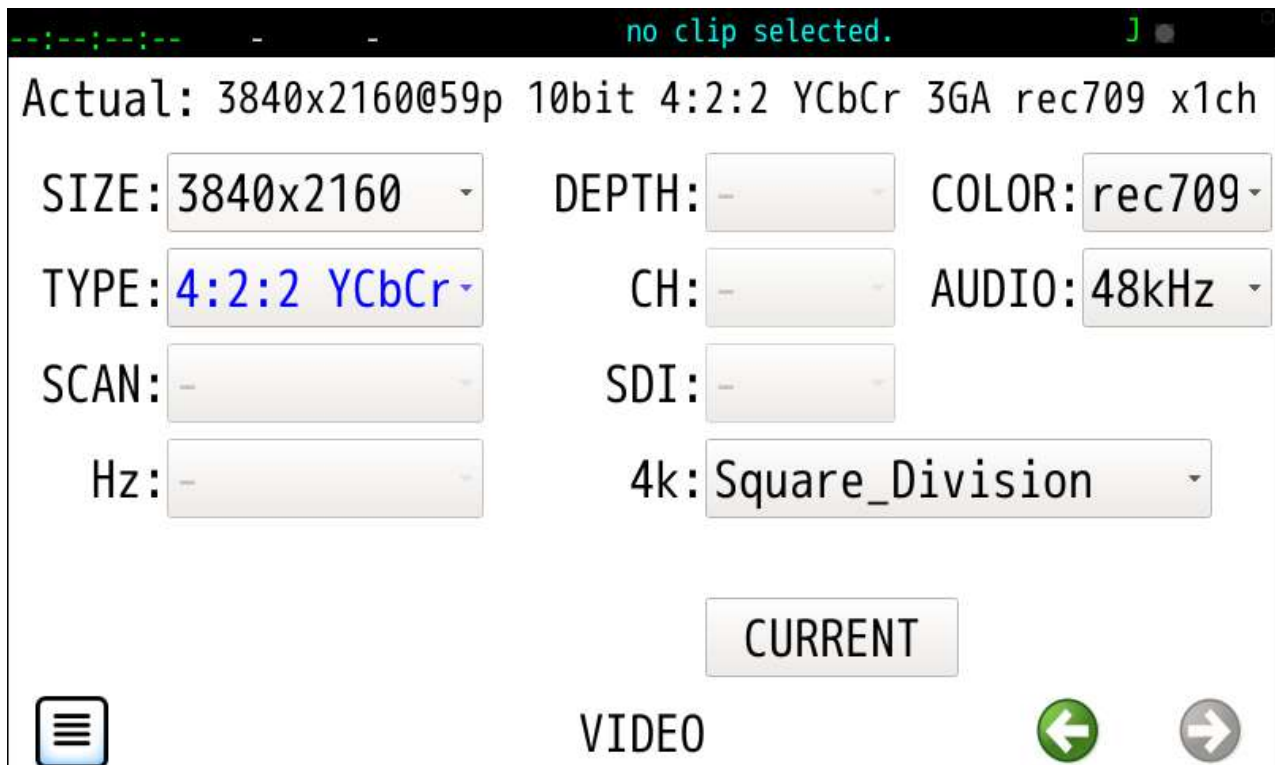 --:--:--:-- - - no clip selected. J
Actual: 3840x2160@59p 10bit 4:2:2 YCbCr 3GA rec709 x1ch
SIZE: 3840x2160 DEPTH: - COLOR: rec709
TYPE: 4:2:2 YCbCr CH: - AUDIO: 48kHz
SCAN: - SDI: -
Hz: - 4k: Square_Division
CURRENT
VIDEO